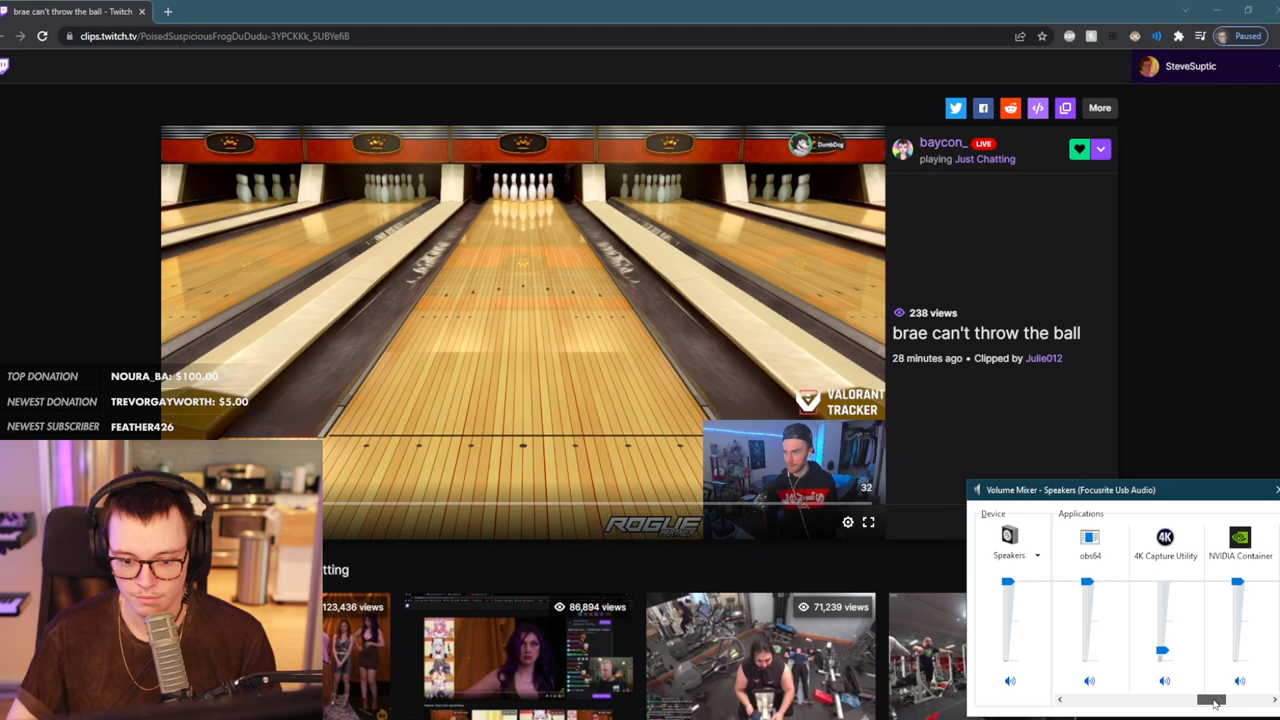 brae can't throw the ball - Twitch
clips.twitch.tv/PoisedSuspiciousFrogDuDudu-3YPCKKk_5UBYefiB
Paused
SteveSuptic
More
DumbDog
baycon_ LIVE
playing Just Chatting
238 views
brae can't throw the ball
28 minutes ago • Clipped by Julie012
VALORANT
TRACKER
TOP DONATION NOURA_BA: $100.00
NEWEST DONATION TREVORGAYWORTH: $5.00
NEWEST SUBSCRIBER FEATHER426
32
ROGUE
PARTNER
Volume Mixer - Speakers (Focusrite Usb Audio)
Device Applications
4K
Speakers obs64 4K Capture Utility NVIDIA Container
tting
123,436 views 86,894 views 71,239 views